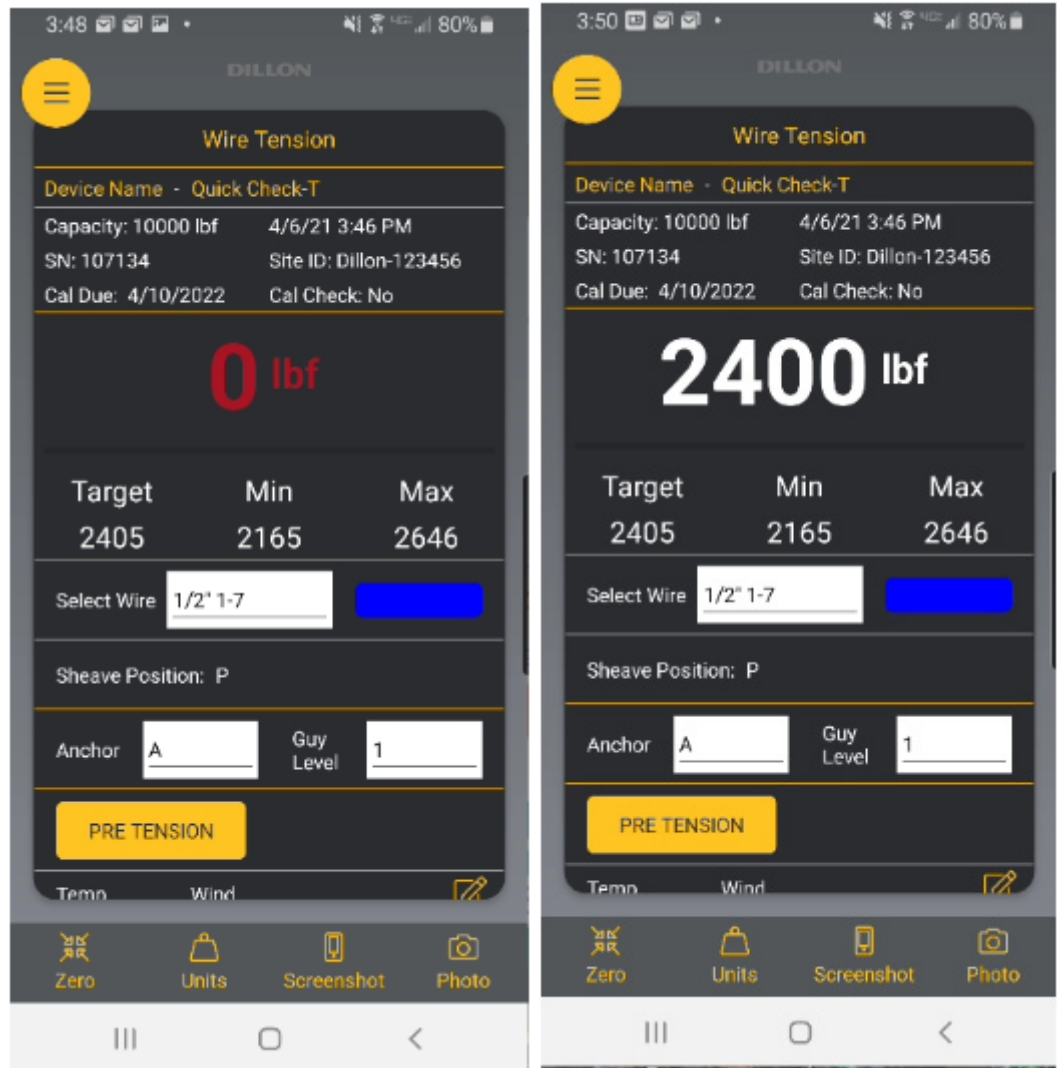 3:48 80%
DILLON
Wire Tension
Device Name - Quick Check-T
Capacity: 10000 lbf 4/6/21 3:46 PM
SN: 107134 Site ID: Dillon-123456
Cal Due: 4/10/2022 Cal Check: No
0 lbf
Target Min Max
2405 2165 2646
Select Wire 1/2" 1-7
Sheave Position: P
Anchor A Guy Level 1
PRE TENSION
Temp Wind
Zero Units Screenshot Photo
3:50 80%
DILLON
Wire Tension
Device Name - Quick Check-T
Capacity: 10000 lbf 4/6/21 3:46 PM
SN: 107134 Site ID: Dillon-123456
Cal Due: 4/10/2022 Cal Check: No
2400 lbf
Target Min Max
2405 2165 2646
Select Wire 1/2" 1-7
Sheave Position: P
Anchor A Guy Level 1
PRE TENSION
Temp Wind
Zero Units Screenshot Photo